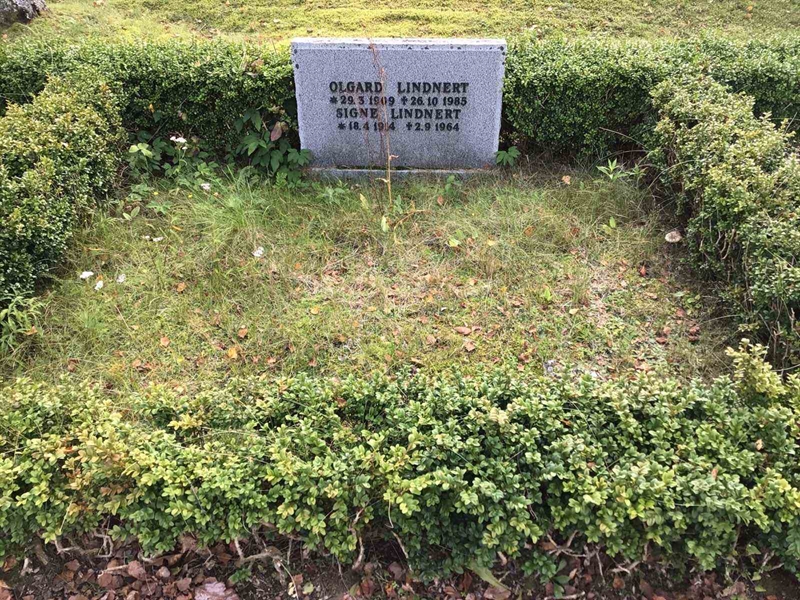 OLGARD LINDNERT
* 29.3 1909 ✝ 26.10 1985
SIGNE LINDNERT
* 18.4 1914 ✝ 2.9 1964